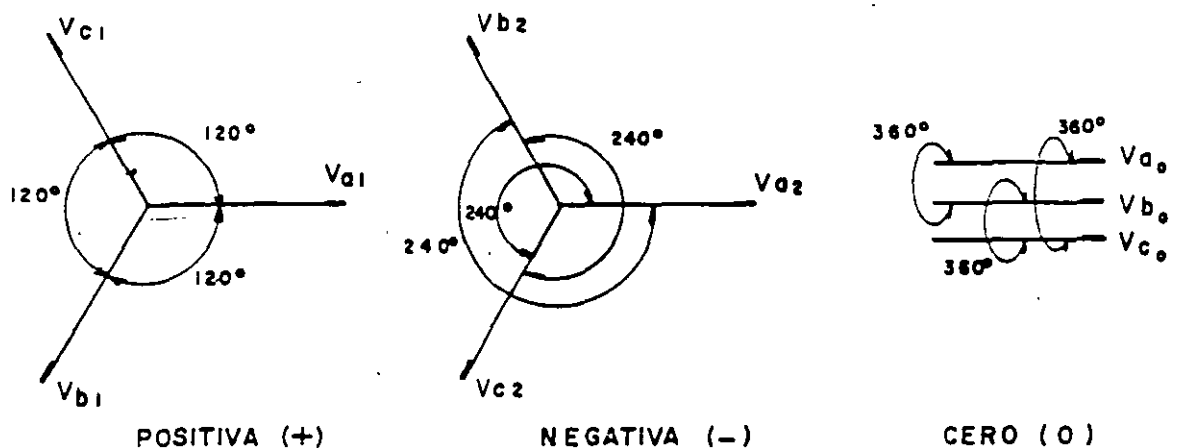 Vc1
120°
120°
Va1
120°
Vb1
POSITIVA (+)
Vb2
240°
Va2
240°
240°
Vc2
NEGATIVA (-)
360°
360°
Va0
Vb0
Vc0
360°
CERO (0)